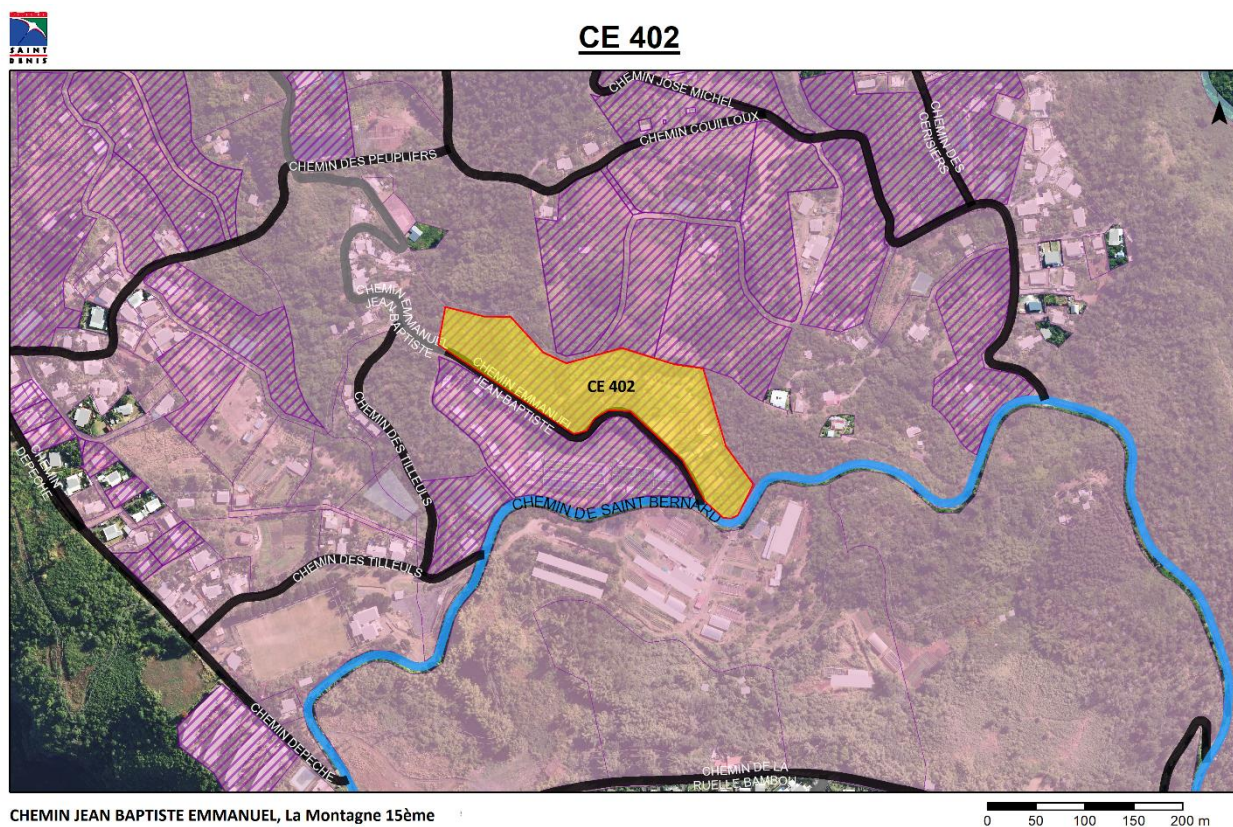 SAINT
DENIS
CE 402
CHEMIN JOSE MICHEL
CHEMIN COUILLOUX
CHEMIN DES
CERISIERS
CHEMIN DES PEUPLIERS
CHEMIN EMMANUEL
JEAN BAPTISTE
CHEMIN EMMANUEL
JEAN BAPTISTE
CE 402
CHEMIN DES TILLEULS
CHEMIN
DEPECHE
CHEMIN DE SAINT BERNARD
CHEMIN DES TILLEULS
CHEMIN DEPECHE
CHEMIN DE LA
RUELLE BAMBOU
CHEMIN JEAN BAPTISTE EMMANUEL, La Montagne 15ème
0 50 100 150 200 m